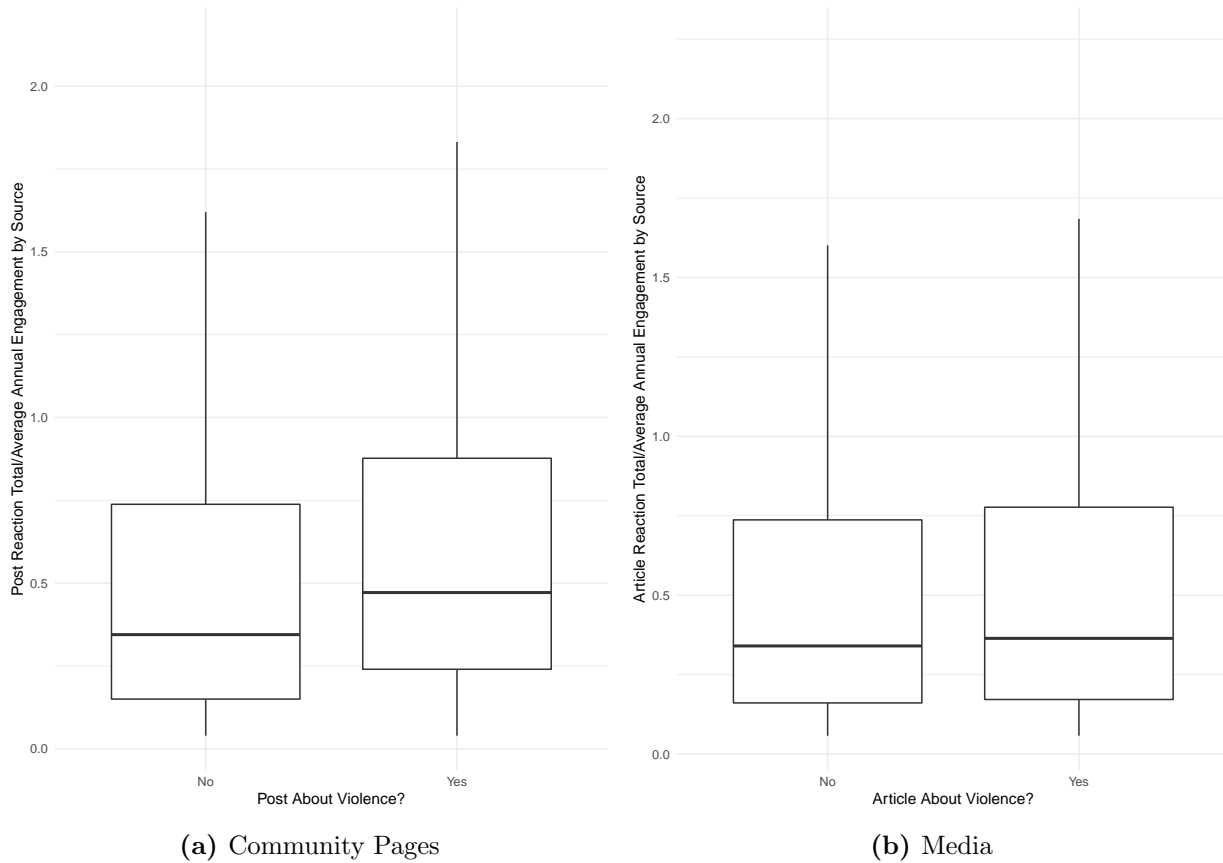 Post Reaction Total/Average Annual Engagement by Source
2.0
1.5
1.0
0.5
0.0
No
Yes
Post About Violence?
(a) Community Pages
Article Reaction Total/Average Annual Engagement by Source
2.0
1.5
1.0
0.5
0.0
No
Yes
Article About Violence?
(b) Media